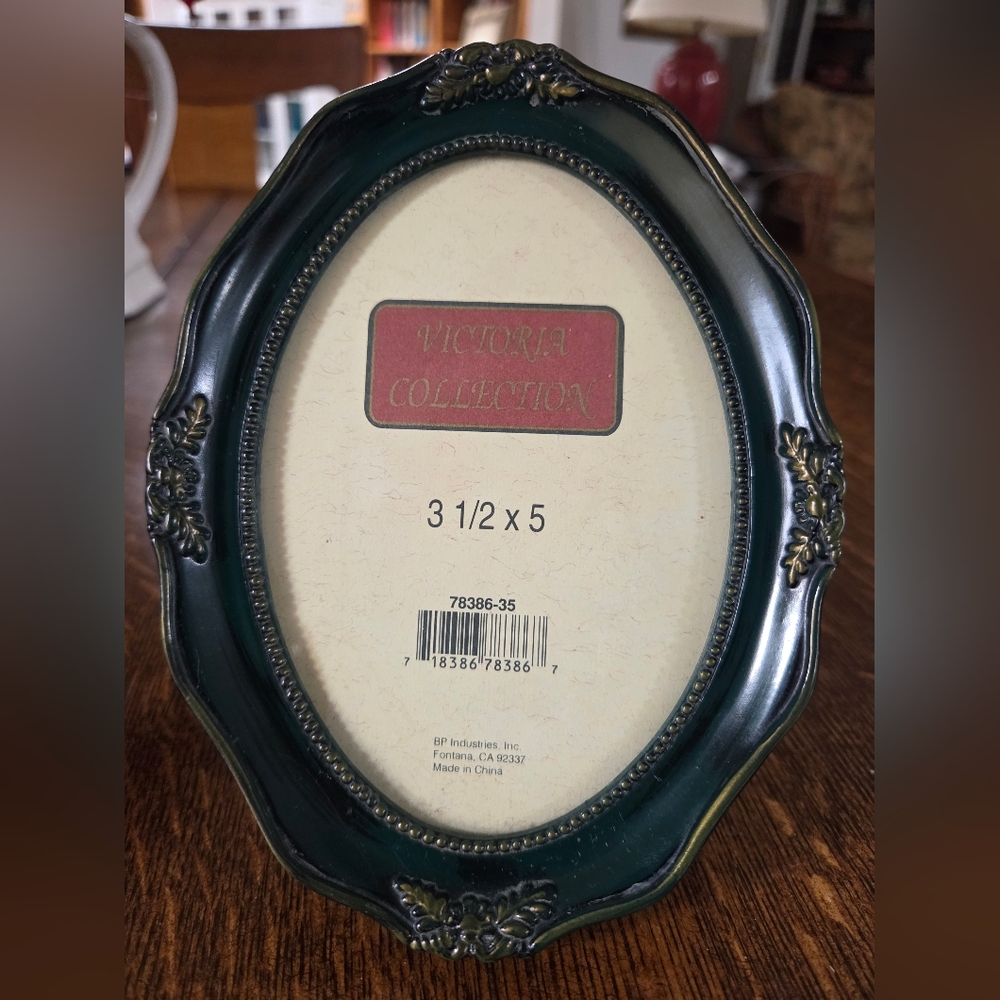 VICTORIA
COLLECTION
3 1/2 x 5
78386-35
7 18386 78386 7
BP Industries, Inc.
Fontana, CA 92337
Made in China